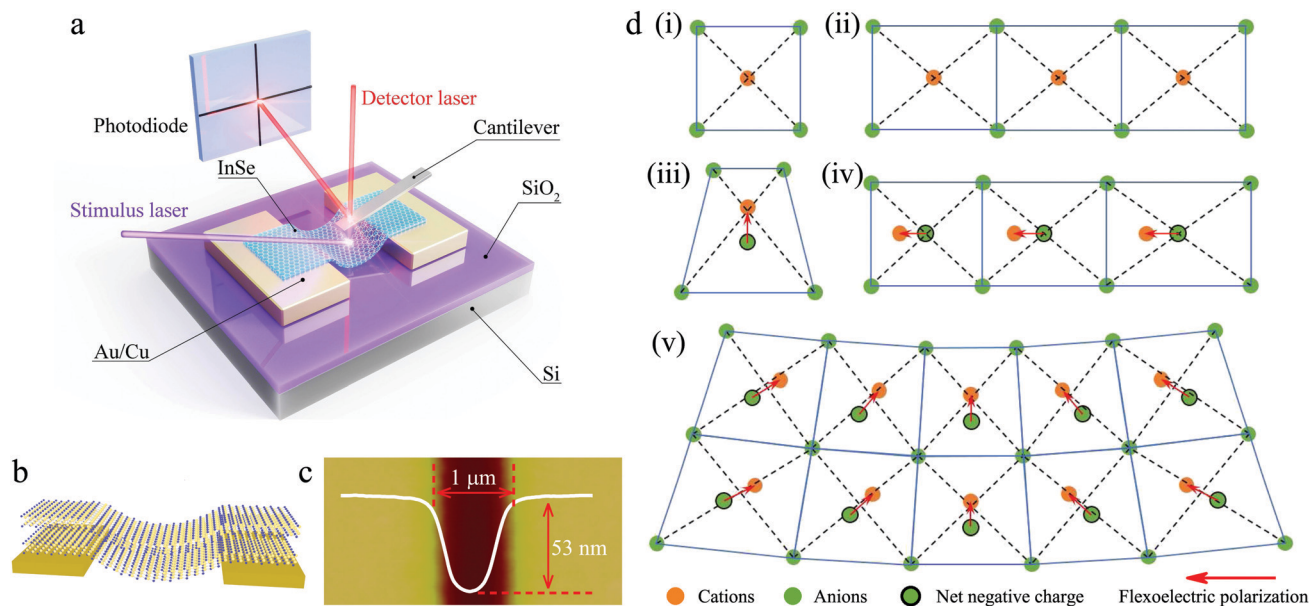 a
Photodiode
Detector laser
Cantilever
InSe
SiO2
Stimulus laser
Au/Cu
Si
b
c
1 μm
53 nm
d
(i)
(ii)
(iii)
(iv)
(v)
Cations
Anions
Net negative charge
Flexoelectric polarization